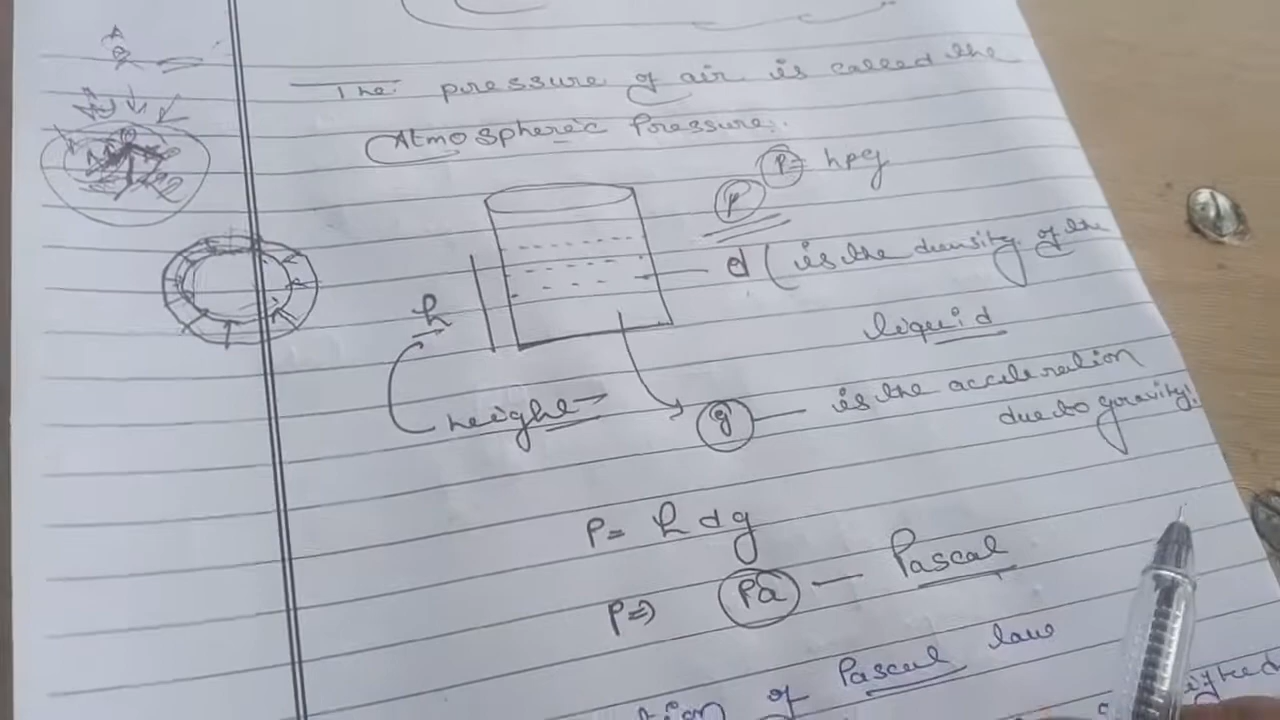 The pressure of air is called the
Atmospheric Pressure.
P = hρg
ρ
d ( is the density of the
liquid
h
height
g — is the acceleration
due to gravity.
P = h d g
P ⇒ Pa — Pascal
of Pascal law